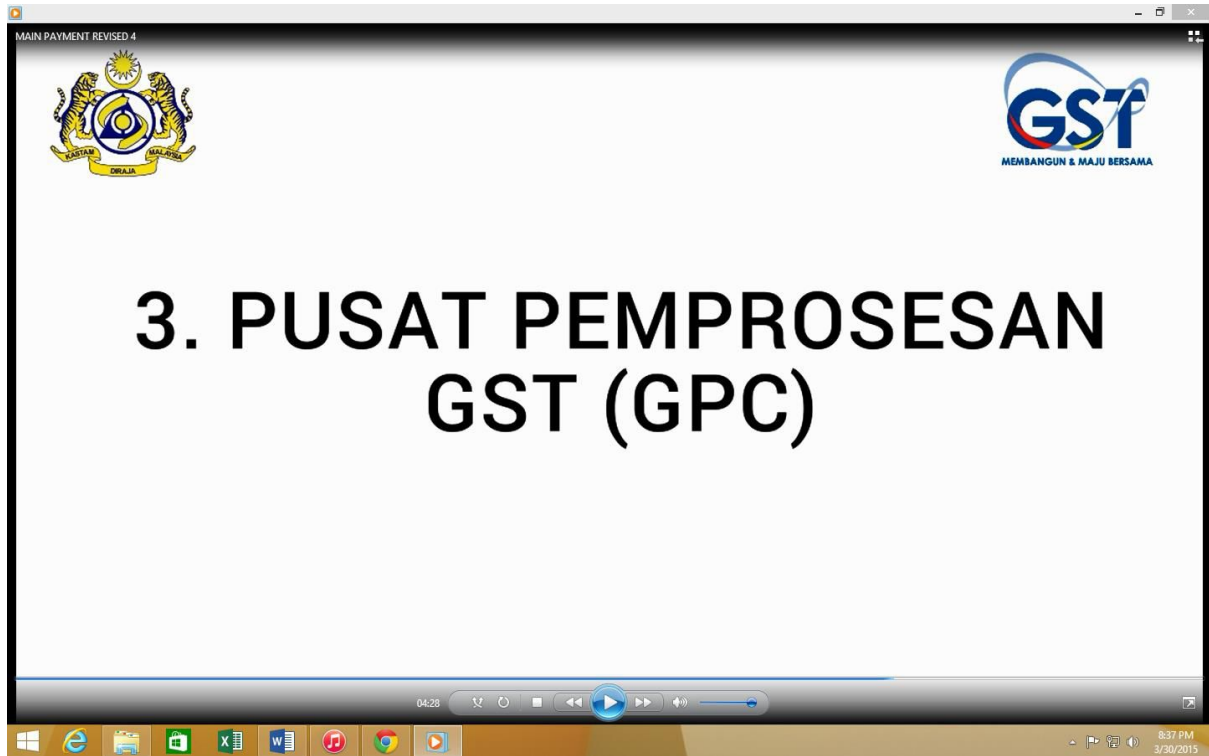 MAIN PAYMENT REVISED 4
KASTAM DIRAJA MALAYSIA
GST
MEMBANGUN & MAJU BERSAMA
3. PUSAT PEMPROSESAN
GST (GPC)
04:28
8:37 PM
3/30/2015